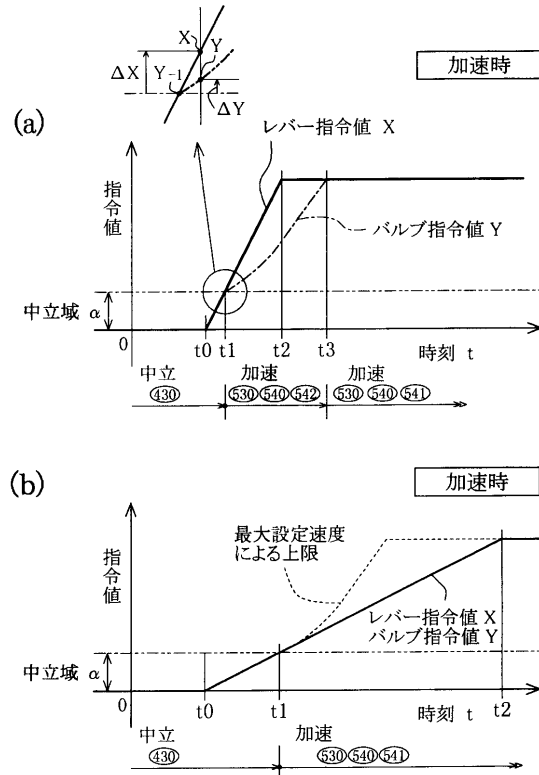 加速時
X
Y
ΔX
Y₋₁
ΔY
(a)
レバー指令値 X
指令値
バルブ指令値 Y
中立域 α
0
t0 t1 t2 t3 時刻 t
中立 加速 加速
430 530 540 542 530 540 541
(b)
加速時
最大設定速度
による上限
指令値
レバー指令値 X
バルブ指令値 Y
中立域 α
0
t0 t1 t2
時刻 t
中立 加速
430 530 540 541